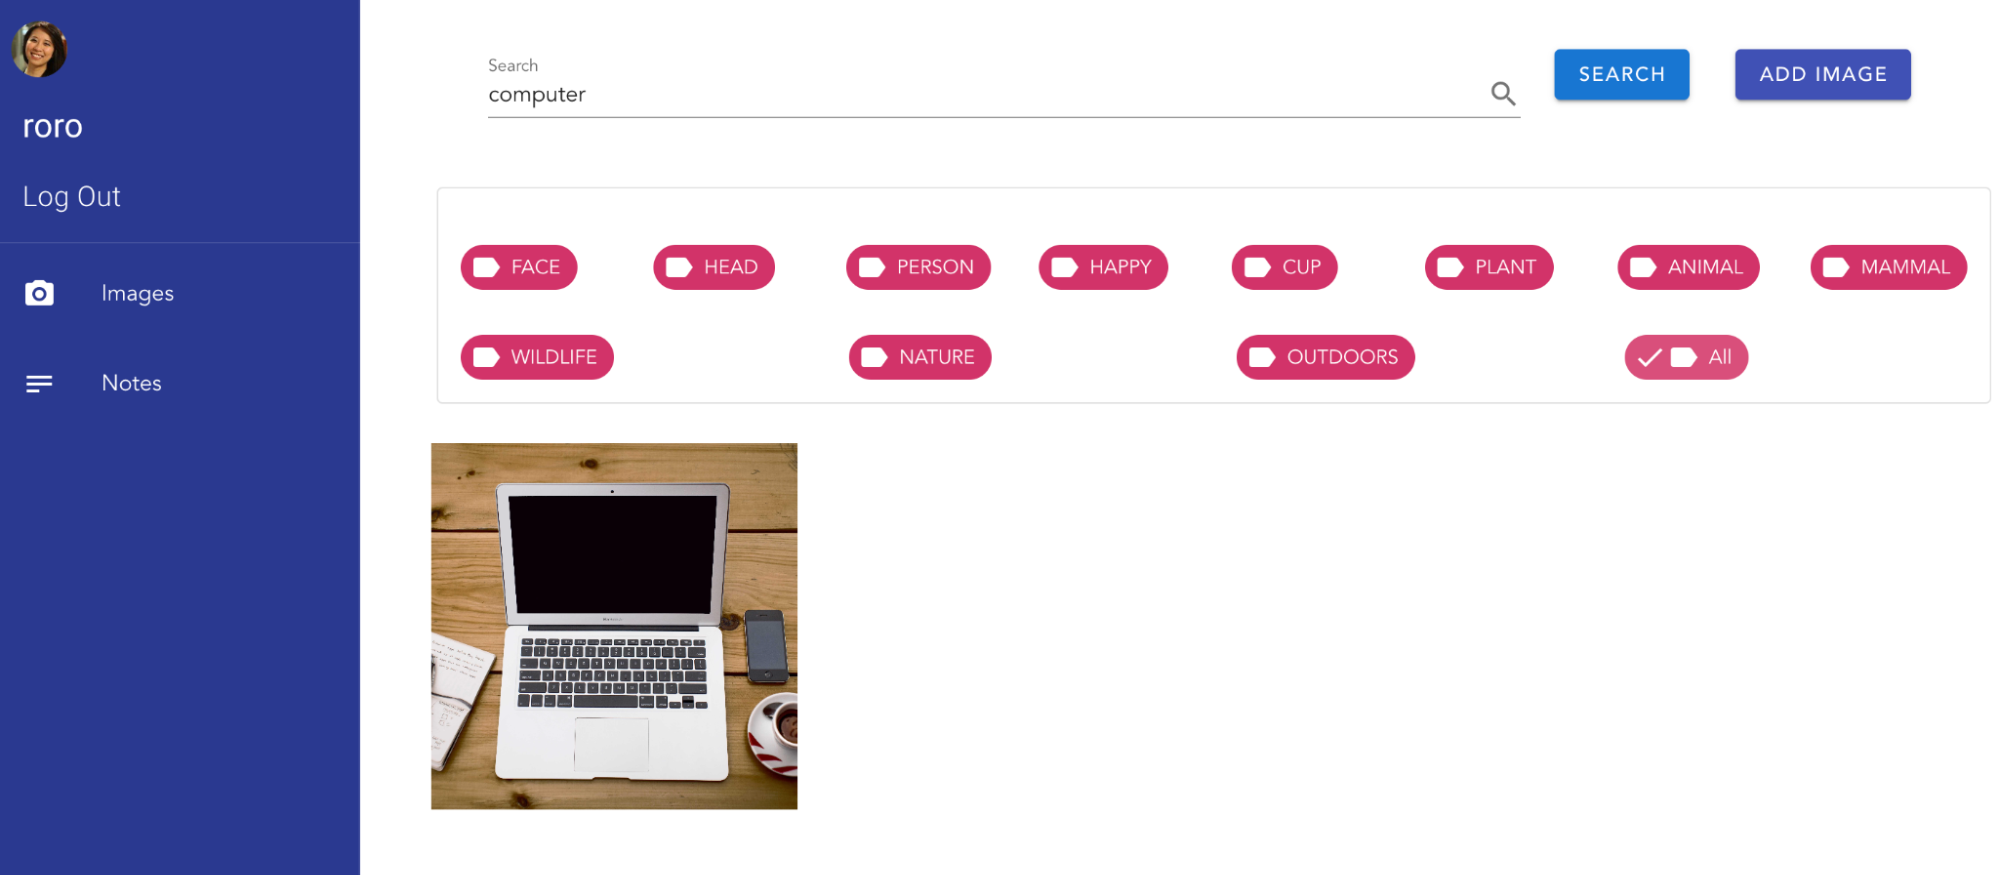 roro
Log Out
Images
Notes
Search
computer
SEARCH
ADD IMAGE
FACE
HEAD
PERSON
HAPPY
CUP
PLANT
ANIMAL
MAMMAL
WILDLIFE
NATURE
OUTDOORS
All